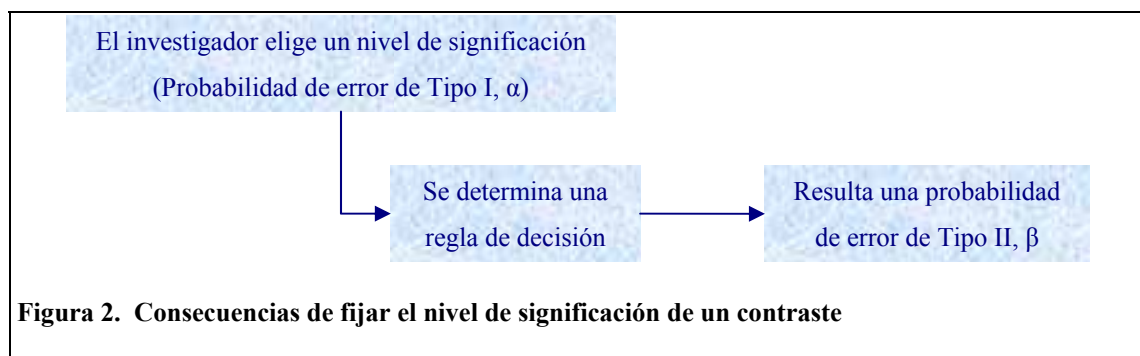 El investigador elige un nivel de significación
(Probabilidad de error de Tipo I, α)
Se determina una
regla de decisión
Resulta una probabilidad
de error de Tipo II, β
Figura 2. Consecuencias de fijar el nivel de significación de un contraste